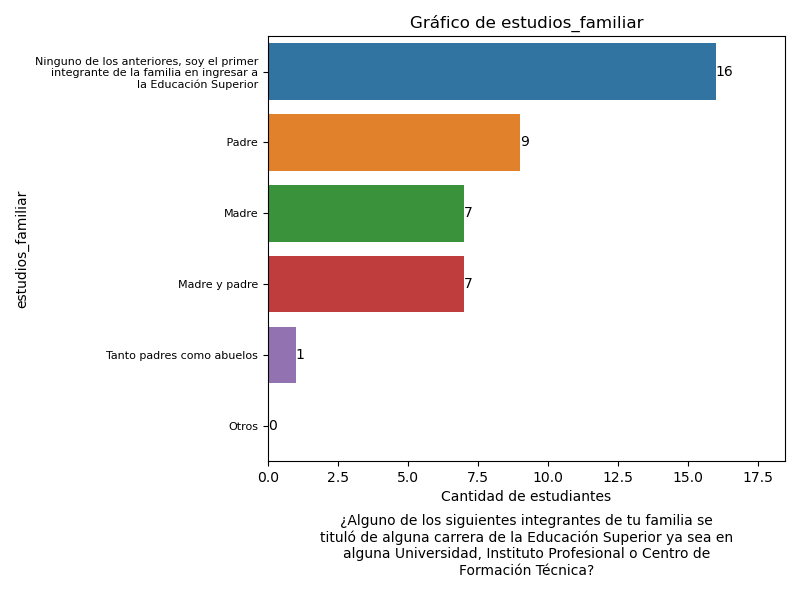 Gráfico de estudios_familiar
Ninguno de los anteriores, soy el primer
integrante de la familia en ingresar a
la Educación Superior
16
Padre
9
Madre
7
Madre y padre
7
Tanto padres como abuelos
1
Otros
0
estudios_familiar
0.0 2.5 5.0 7.5 10.0 12.5 15.0 17.5
Cantidad de estudiantes
¿Alguno de los siguientes integrantes de tu familia se
tituló de alguna carrera de la Educación Superior ya sea en
alguna Universidad, Instituto Profesional o Centro de
Formación Técnica?